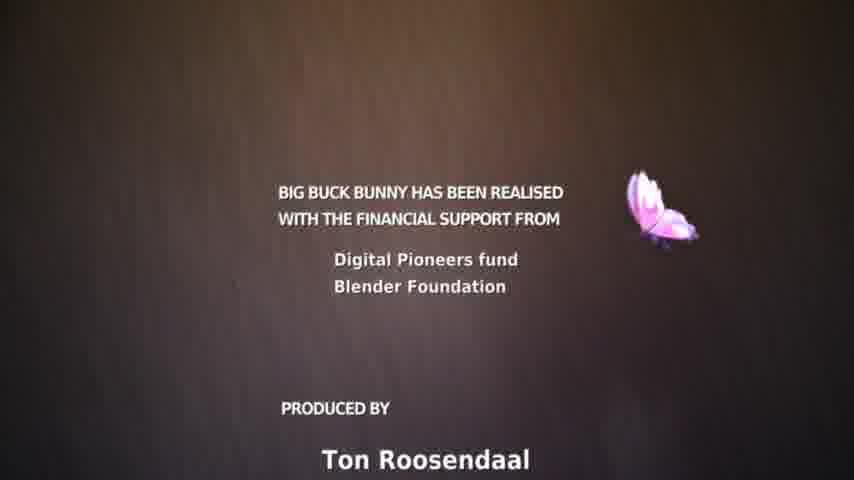 BIG BUCK BUNNY HAS BEEN REALISED
WITH THE FINANCIAL SUPPORT FROM
Digital Pioneers fund
Blender Foundation
PRODUCED BY
Ton Roosendaal